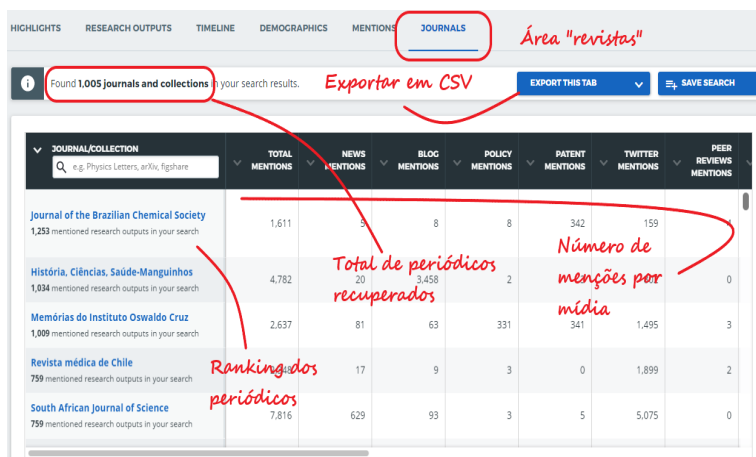 HIGHLIGHTS RESEARCH OUTPUTS TIMELINE DEMOGRAPHICS MENTIONS JOURNALS
Área "revistas"
Found 1,005 journals and collections in your search results.
Exportar em CSV
EXPORT THIS TAB
SAVE SEARCH
JOURNAL/COLLECTION
e.g. Physics Letters, arXiv, figshare
TOTAL MENTIONS
NEWS MENTIONS
BLOG MENTIONS
POLICY MENTIONS
PATENT MENTIONS
TWITTER MENTIONS
PEER REVIEWS MENTIONS
Journal of the Brazilian Chemical Society
1,253 mentioned research outputs in your search
1,611 5 8 8 342 159
História, Ciências, Saúde-Manguinhos
1,034 mentioned research outputs in your search
4,782 20 3,458 2 0
Memórias do Instituto Oswaldo Cruz
1,009 mentioned research outputs in your search
2,637 81 63 331 341 1,495 3
Revista médica de Chile
759 mentioned research outputs in your search
17 9 3 0 1,899 2
South African Journal of Science
759 mentioned research outputs in your search
7,816 629 93 3 5 5,075 0
Total de periódicos
recuperados
Número de
menções por
mídia
Ranking dos
periódicos